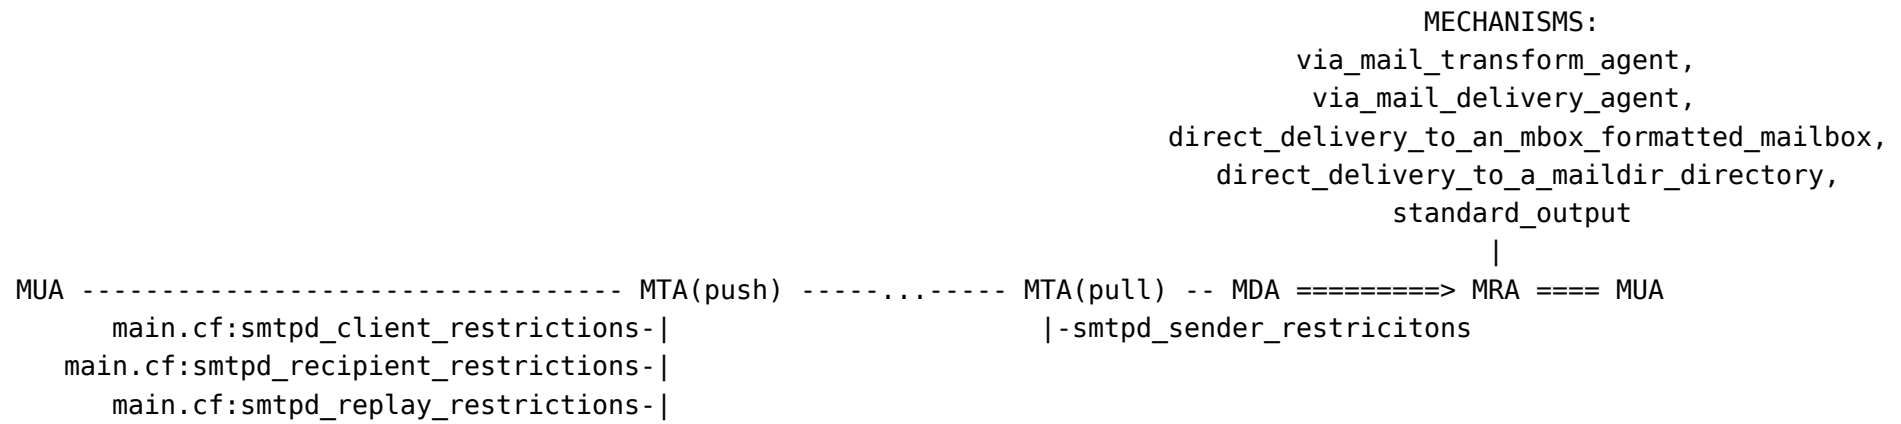 MECHANISMS:
via_mail_transform_agent,
via_mail_delivery_agent,
direct_delivery_to_an_mbox_formatted_mailbox,
direct_delivery_to_a_maildir_directory,
standard_output
|
MUA ---------------------------------- MTA(push) -----...----- MTA(pull) -- MDA =========> MRA ==== MUA
main.cf:smtpd_client_restrictions-| |-smtpd_sender_restricitons
main.cf:smtpd_recipient_restrictions-|
main.cf:smtpd_replay_restrictions-|